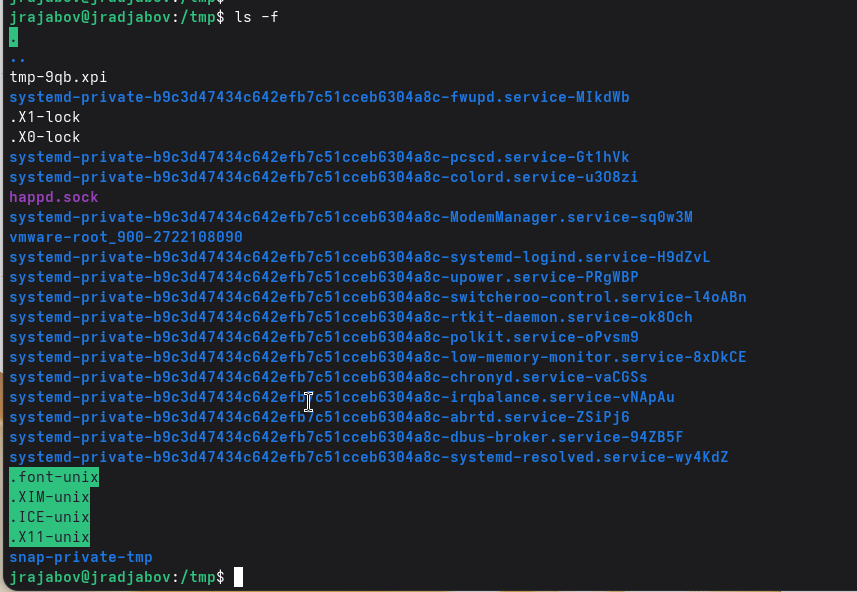 jrajabov@jradjabov:/tmp$ ls -f
.
..
tmp-9qb.xpi
systemd-private-b9c3d47434c642efb7c51cceb6304a8c-fwupd.service-MIkdWb
.X1-lock
.X0-lock
systemd-private-b9c3d47434c642efb7c51cceb6304a8c-pcscd.service-Gt1hVk
systemd-private-b9c3d47434c642efb7c51cceb6304a8c-colord.service-u3O8zi
happd.sock
systemd-private-b9c3d47434c642efb7c51cceb6304a8c-ModemManager.service-sq0w3M
vmware-root_900-2722108090
systemd-private-b9c3d47434c642efb7c51cceb6304a8c-systemd-logind.service-H9dZvL
systemd-private-b9c3d47434c642efb7c51cceb6304a8c-upower.service-PRgWBP
systemd-private-b9c3d47434c642efb7c51cceb6304a8c-switcheroo-control.service-l4oABn
systemd-private-b9c3d47434c642efb7c51cceb6304a8c-rtkit-daemon.service-ok8Och
systemd-private-b9c3d47434c642efb7c51cceb6304a8c-polkit.service-oPvsm9
systemd-private-b9c3d47434c642efb7c51cceb6304a8c-low-memory-monitor.service-8xDkCE
systemd-private-b9c3d47434c642efb7c51cceb6304a8c-chronyd.service-vaCGSs
systemd-private-b9c3d47434c642efb7c51cceb6304a8c-irqbalance.service-vNApAu
systemd-private-b9c3d47434c642efb7c51cceb6304a8c-abrtd.service-ZSiPj6
systemd-private-b9c3d47434c642efb7c51cceb6304a8c-dbus-broker.service-94ZB5F
systemd-private-b9c3d47434c642efb7c51cceb6304a8c-systemd-resolved.service-wy4KdZ
.font-unix
.XIM-unix
.ICE-unix
.X11-unix
snap-private-tmp
jrajabov@jradjabov:/tmp$